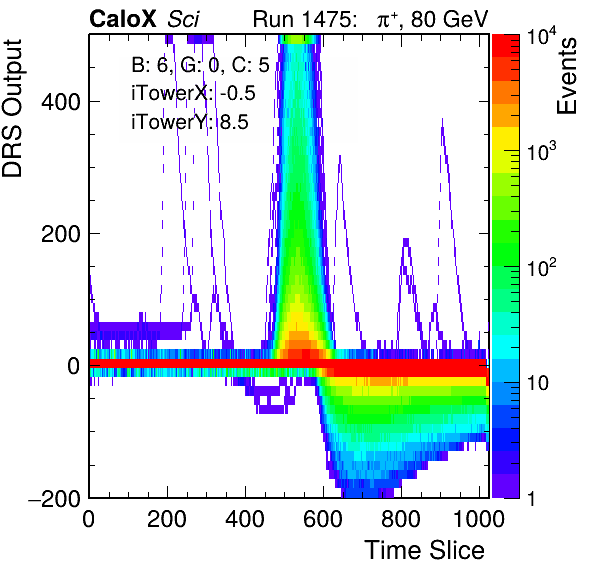 CaloX Sci Run 1475: π⁺, 80 GeV
B: 6, G: 0, C: 5
iTowerX: -0.5
iTowerY: 8.5
DRS Output
400
200
0
−200
0 200 400 600 800 1000
Time Slice
Events
10⁴
10³
10²
10
1